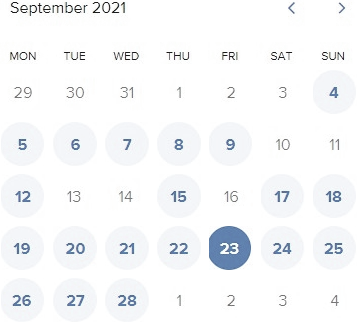 September 2021
MON TUE WED THU FRI SAT SUN
29 30 31 1 2 3 4
5 6 7 8 9 10 11
12 13 14 15 16 17 18
19 20 21 22 23 24 25
26 27 28 1 2 3 4